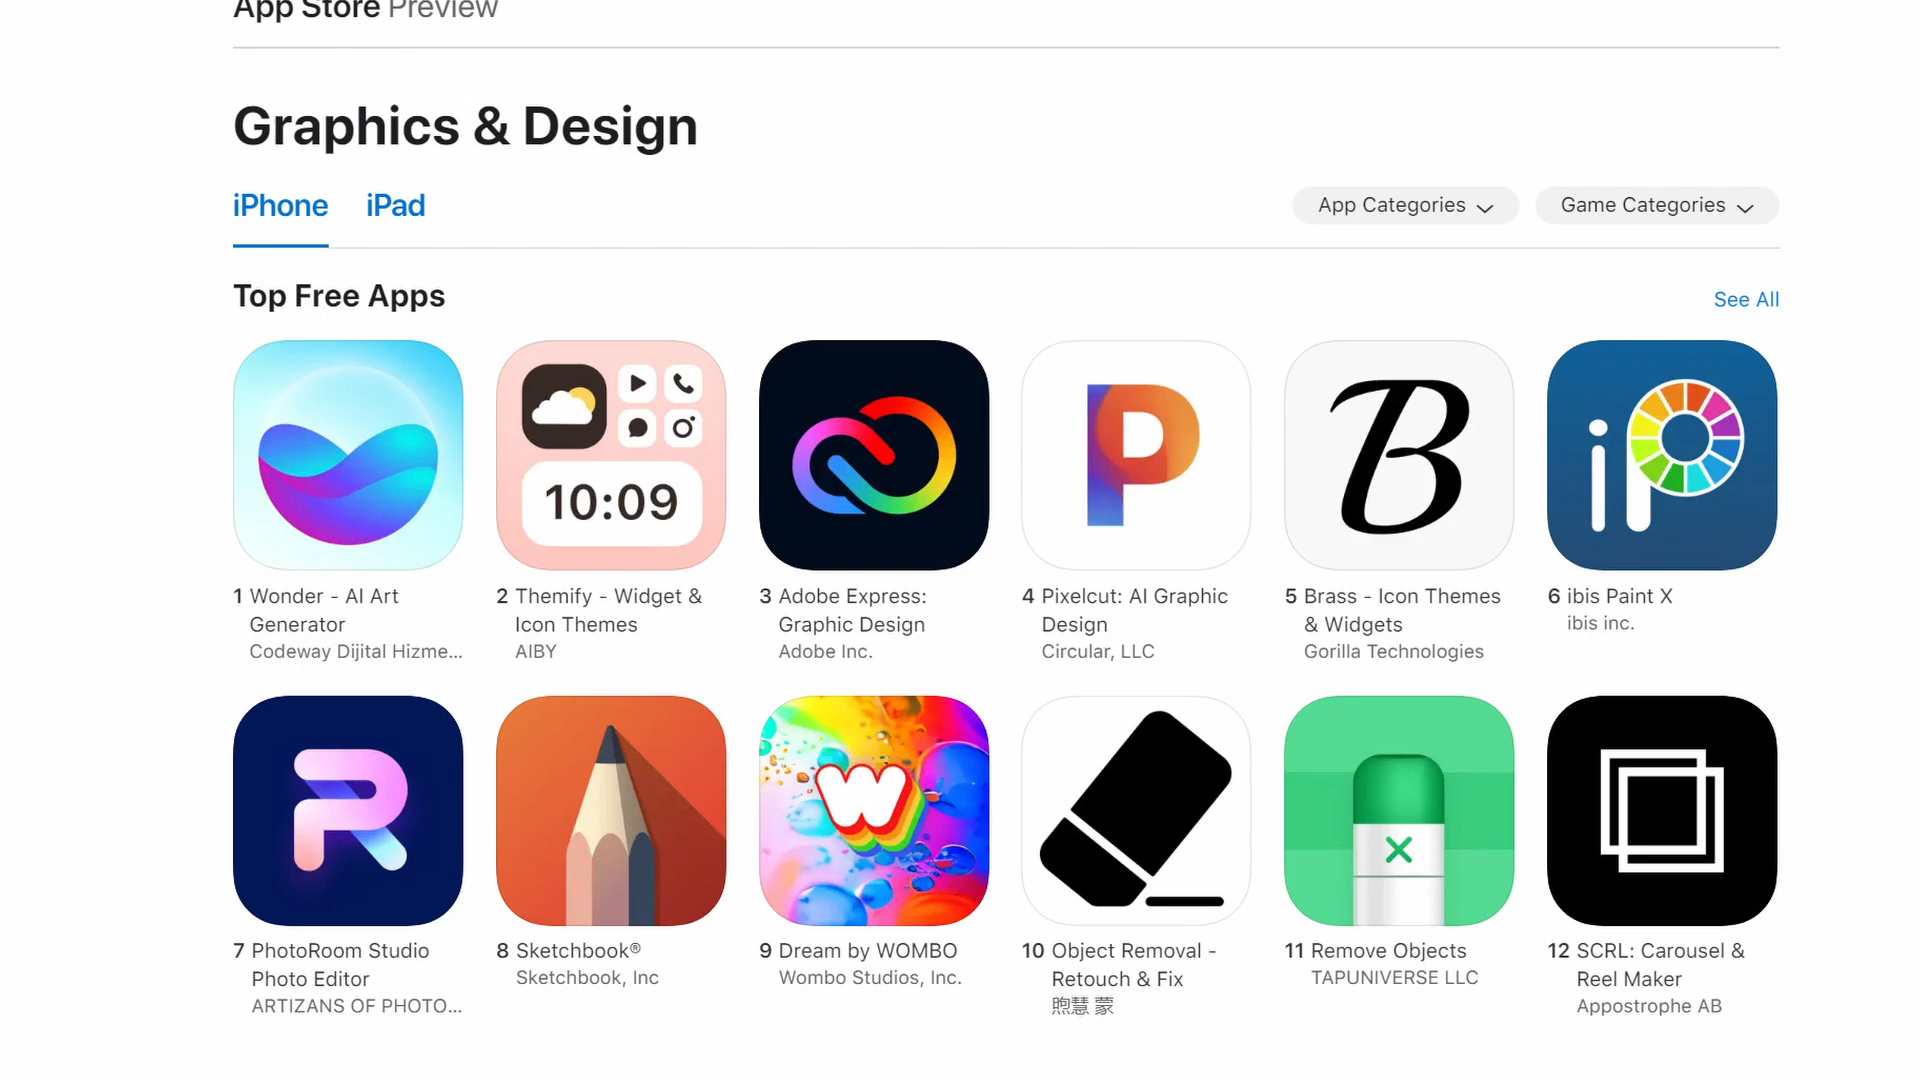 App Store Preview
Graphics & Design
iPhone
iPad
App Categories
Game Categories
Top Free Apps
See All
10:09
P
B
iP
1 Wonder - AI Art
Generator
Codeway Dijital Hizme...
2 Themify - Widget &
Icon Themes
AIBY
3 Adobe Express:
Graphic Design
Adobe Inc.
4 Pixelcut: AI Graphic
Design
Circular, LLC
5 Brass - Icon Themes
& Widgets
Gorilla Technologies
6 ibis Paint X
ibis inc.
R
W
X
7 PhotoRoom Studio
Photo Editor
ARTIZANS OF PHOTO...
8 Sketchbook®
Sketchbook, Inc
9 Dream by WOMBO
Wombo Studios, Inc.
10 Object Removal -
Retouch & Fix
煦慧 蒙
11 Remove Objects
TAPUNIVERSE LLC
12 SCRL: Carousel &
Reel Maker
Appostrophe AB